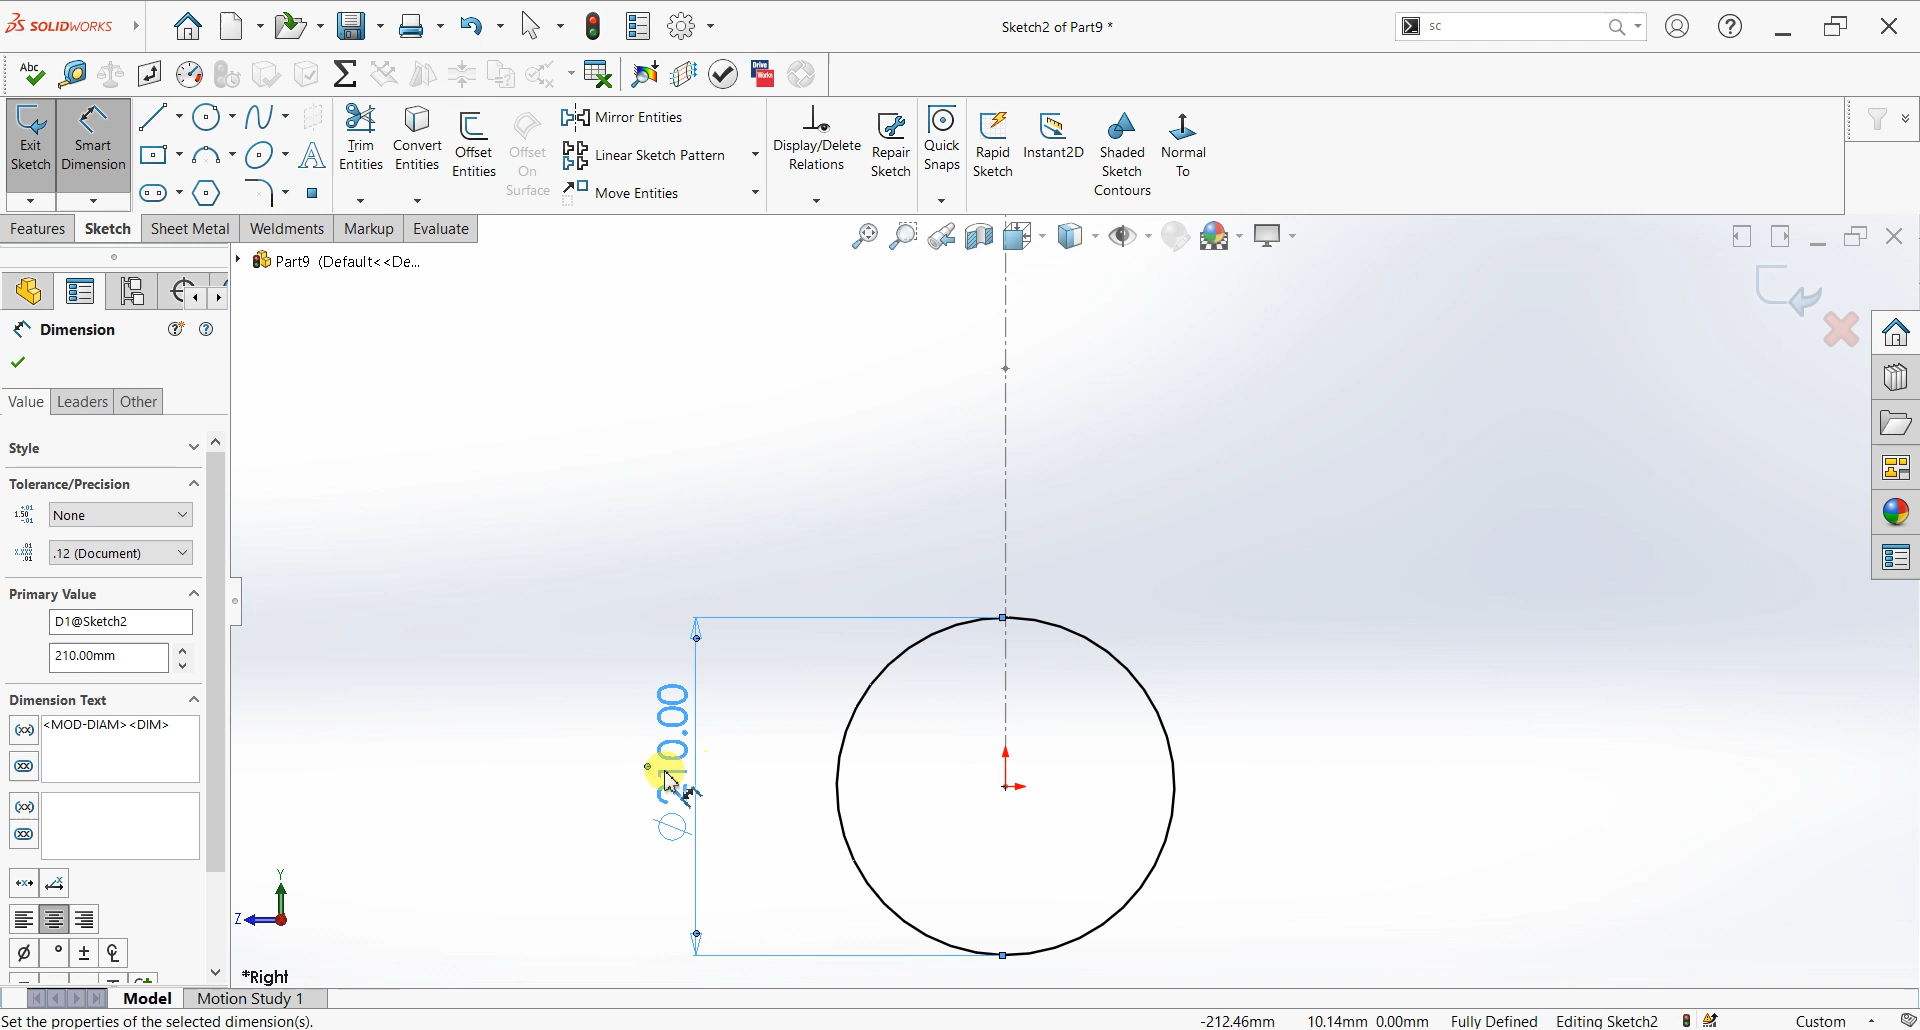 SOLIDWORKS
Sketch2 of Part9 *
sc
Abc
Drive
Works
Exit
Sketch
Smart
Dimension
Trim
Entities
Convert
Entities
Offset
Entities
Offset
On
Surface
Mirror Entities
Linear Sketch Pattern
Move Entities
Display/Delete
Relations
Repair
Sketch
Quick
Snaps
Rapid
Sketch
Instant2D
Shaded
Sketch
Contours
Normal
To
Features Sketch Sheet Metal Weldments Markup Evaluate
Part9 (Default<<De...
Dimension
Value Leaders Other
Style
Tolerance/Precision
None
.12 (Document)
Primary Value
D1@Sketch2
210.00mm
Dimension Text
<MOD-DIAM><DIM>
Y
Z
*Right
Model Motion Study 1
Set the properties of the selected dimension(s).
-212.46mm 10.14mm 0.00mm Fully Defined Editing Sketch2 Custom